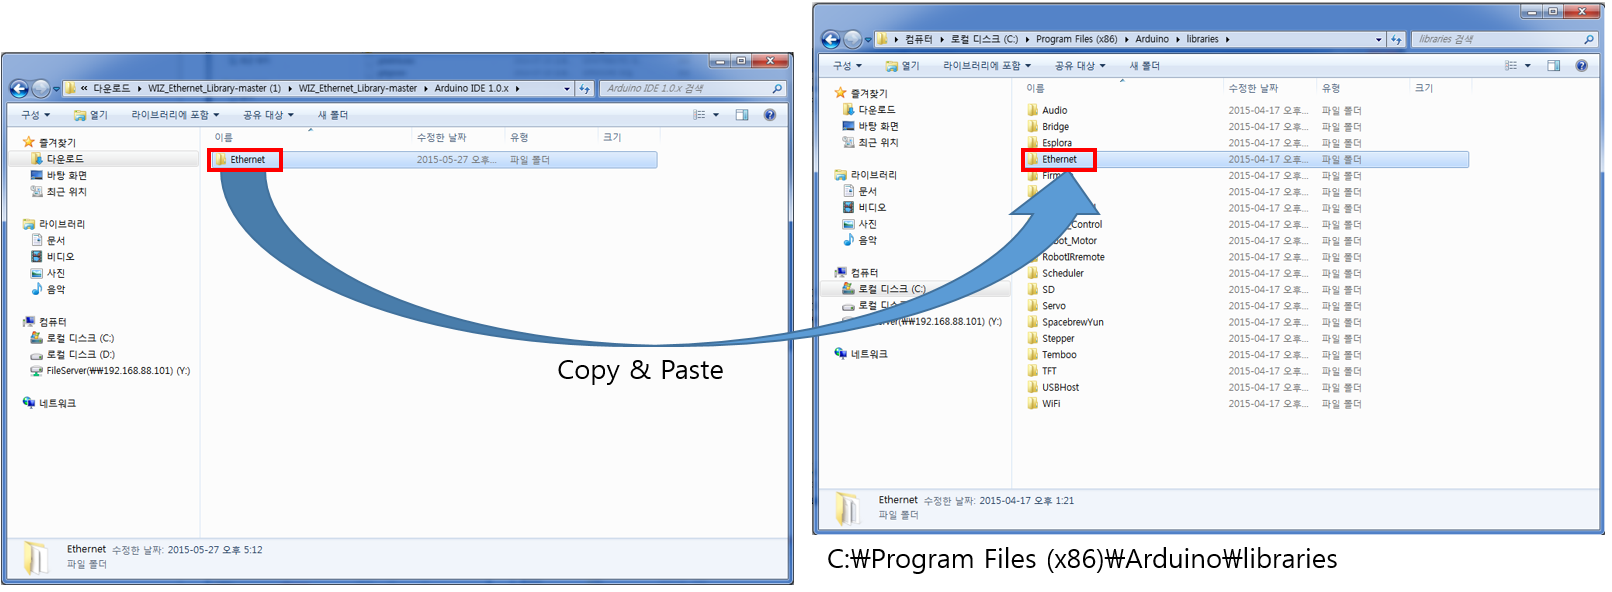 « 다운로드 ▸ WIZ_Ethernet_Library-master (1) ▸ WIZ_Ethernet_Library-master ▸ Arduino IDE 1.0.x ▸
Arduino IDE 1.0.x 검색
구성 ▼ 열기 라이브러리에 포함 ▼ 공유 대상 ▼ 새 폴더
즐겨찾기
다운로드
바탕 화면
최근 위치
라이브러리
문서
비디오
사진
음악
컴퓨터
로컬 디스크 (C:)
로컬 디스크 (D:)
FileServer(₩₩192.168.88.101) (Y:)
네트워크
이름 수정한 날짜 유형 크기
Ethernet 2015-05-27 오후... 파일 폴더
Ethernet 수정한 날짜: 2015-05-27 오후 5:12
파일 폴더
Copy & Paste
▸ 컴퓨터 ▸ 로컬 디스크 (C:) ▸ Program Files (x86) ▸ Arduino ▸ libraries ▸
libraries 검색
구성 ▼ 열기 라이브러리에 포함 ▼ 공유 대상 ▼ 새 폴더
즐겨찾기
다운로드
바탕 화면
최근 위치
라이브러리
문서
비디오
사진
음악
컴퓨터
로컬 디스크 (C:)
로컬 디스크
(₩₩192.168.88.101) (Y:)
네트워크
이름 수정한 날짜 유형 크기
Audio 2015-04-17 오후... 파일 폴더
Bridge 2015-04-17 오후... 파일 폴더
Esplora 2015-04-17 오후... 파일 폴더
Ethernet 2015-04-17 오후... 파일 폴더
Firm 2015-04-17 오후... 파일 폴더
2015-04-17 오후... 파일 폴더
2015-04-17 오후... 파일 폴더
_Control 2015-04-17 오후... 파일 폴더
bot_Motor 2015-04-17 오후... 파일 폴더
RobotIRremote 2015-04-17 오후... 파일 폴더
Scheduler 2015-04-17 오후... 파일 폴더
SD 2015-04-17 오후... 파일 폴더
Servo 2015-04-17 오후... 파일 폴더
SpacebrewYun 2015-04-17 오후... 파일 폴더
Stepper 2015-04-17 오후... 파일 폴더
Temboo 2015-04-17 오후... 파일 폴더
TFT 2015-04-17 오후... 파일 폴더
USBHost 2015-04-17 오후... 파일 폴더
WiFi 2015-04-17 오후... 파일 폴더
Ethernet 수정한 날짜: 2015-04-17 오후 1:21
파일 폴더
C:₩Program Files (x86)₩Arduino₩libraries